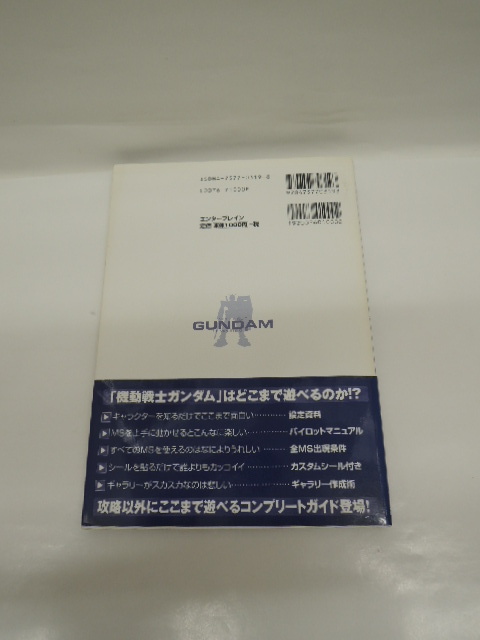 エンターブレイン
定価 本体1000円+税
GUNDAM
「機動戦士ガンダム」はどこまで遊べるのか!?
キャラクターを知るだけでここまで面白い………… 設定資料
MSを上手に動かせるとこんなに楽しい………… パイロットマニュアル
すべてのMSを使えるのはなによりうれしい………… 全MS出現条件
シールを貼るだけで誰よりもカッコイイ………… カスタムシール付き
ギャラリーがスカスカなのは悲しい………… ギャラリー作成術
攻略以外にここまで遊べるコンプリートガイド登場!